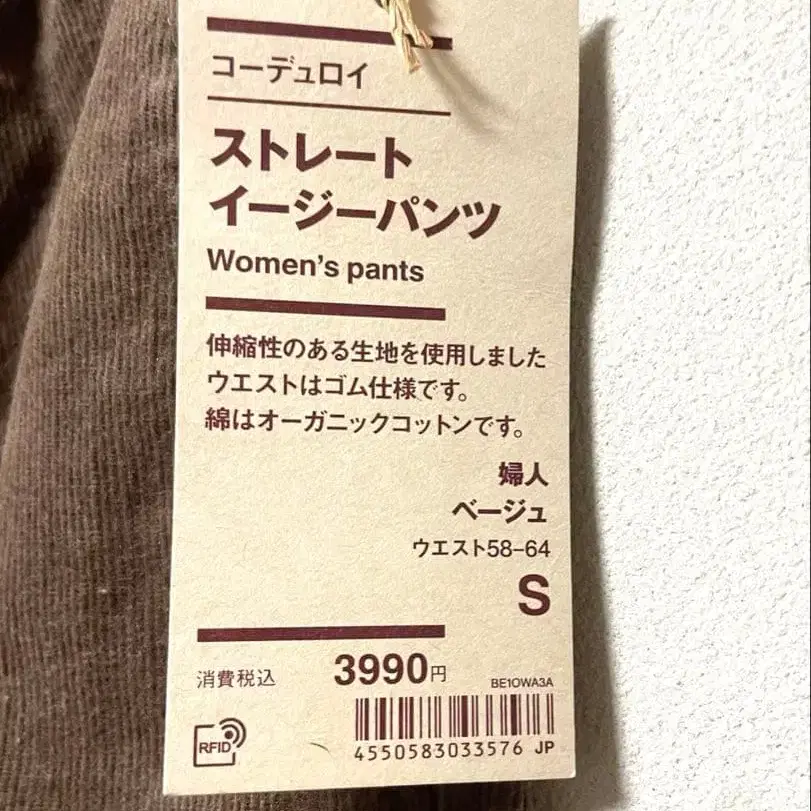 コーデュロイ
ストレート
イージーパンツ
Women's pants
伸縮性のある生地を使用しました
ウエストはゴム仕様です。
綿はオーガニックコットンです。
婦人
ベージュ
ウエスト58-64
S
消費税込 3990円
BE10WA3A
RFID
4550583033576 JP